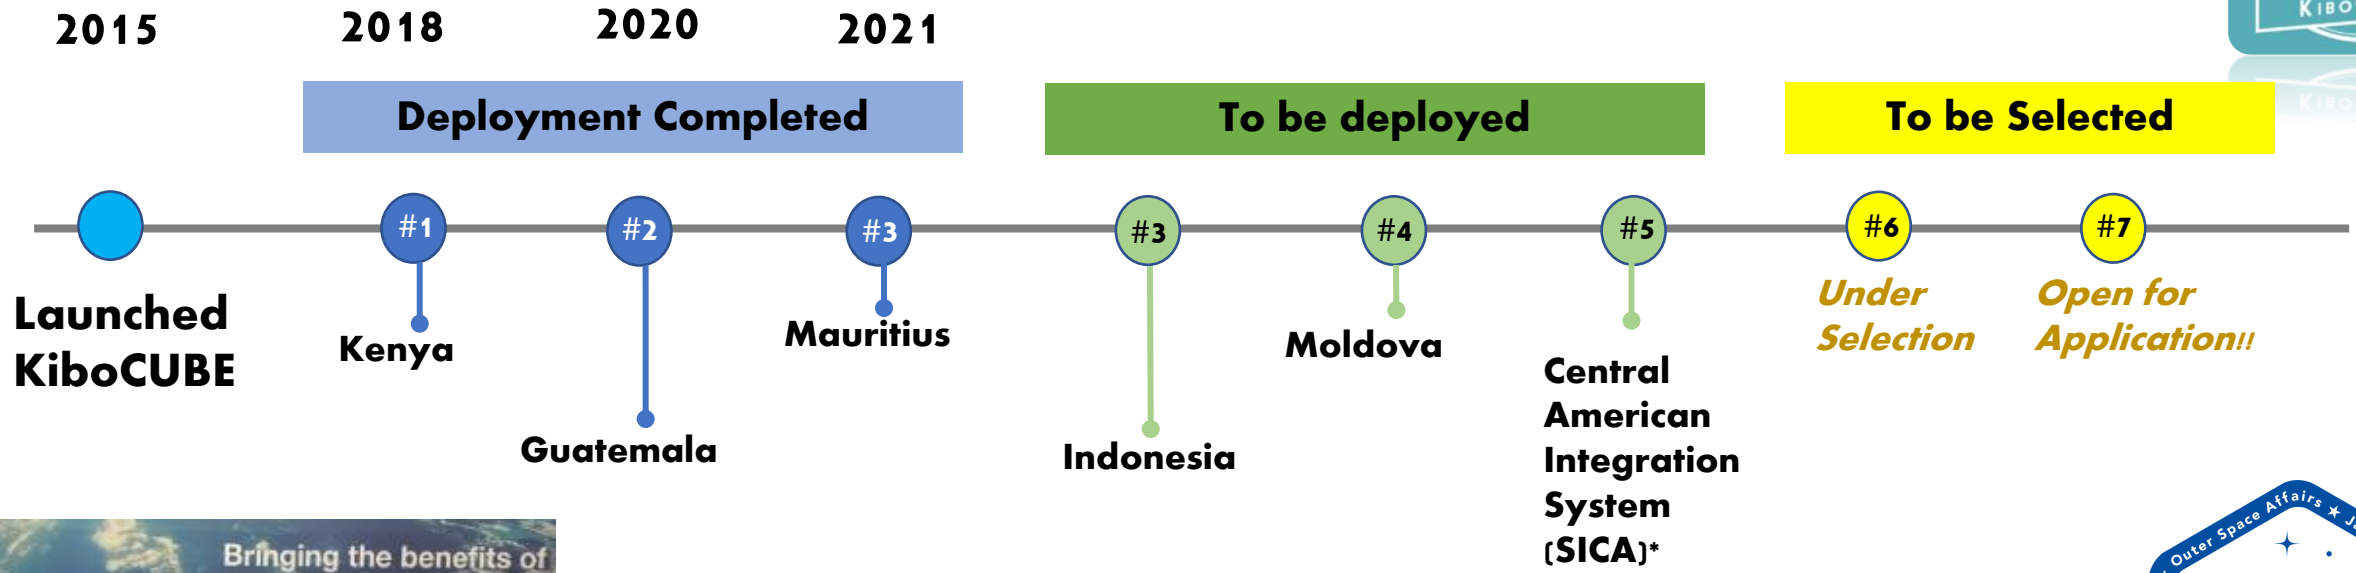 2015
2018
2020
2021
KIBO
Deployment Completed
To be deployed
To be Selected
KIBO
#1
#2
#3
#3
#4
#5
#6
#7
Launched
KiboCUBE
Kenya
Guatemala
Mauritius
Indonesia
Moldova
Central
American
Integration
System
(SICA)*
Under
Selection
Open for
Application!!
Bringing the benefits of
Outer Space Affairs ★